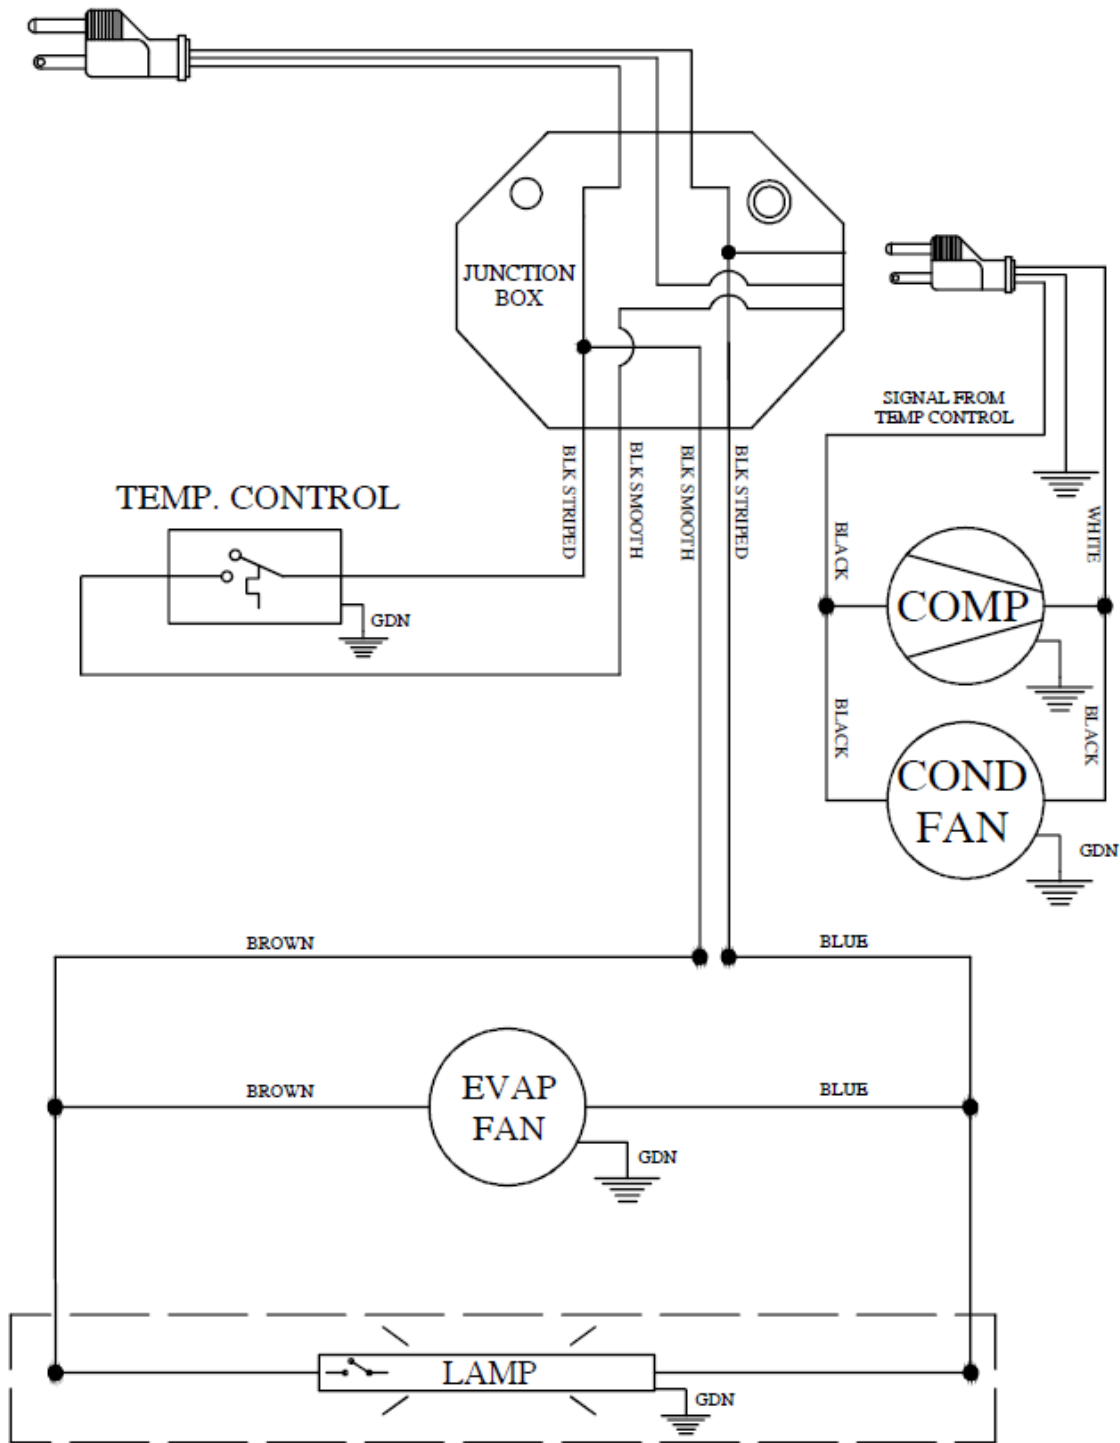 JUNCTION
BOX
SIGNAL FROM
TEMP CONTROL
BLK STRIPED
BLK SMOOTH
BLK SMOOTH
BLK STRIPED
TEMP. CONTROL
GDN
BLACK
WHITE
COMP
BLACK
BLACK
COND
FAN
GDN
BROWN
BLUE
BROWN
EVAP
FAN
BLUE
GDN
LAMP
GDN